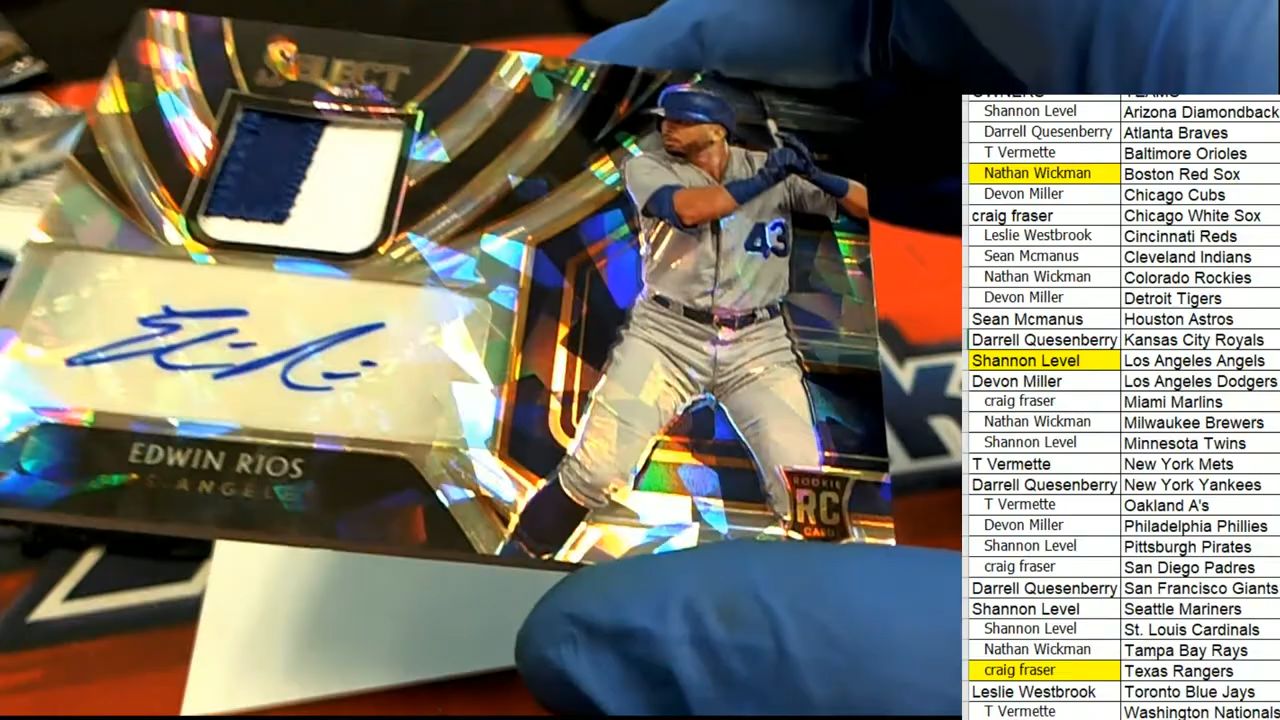 SELECT
43
EDWIN RIOS
LOS ANGELES
ROOKIE
RC
CARD
OWNERS TEAMS
Shannon Level Arizona Diamondback
Darrell Quesenberry Atlanta Braves
T Vermette Baltimore Orioles
Nathan Wickman Boston Red Sox
Devon Miller Chicago Cubs
craig fraser Chicago White Sox
Leslie Westbrook Cincinnati Reds
Sean Mcmanus Cleveland Indians
Nathan Wickman Colorado Rockies
Devon Miller Detroit Tigers
Sean Mcmanus Houston Astros
Darrell Quesenberry Kansas City Royals
Shannon Level Los Angeles Angels
Devon Miller Los Angeles Dodgers
craig fraser Miami Marlins
Nathan Wickman Milwaukee Brewers
Shannon Level Minnesota Twins
T Vermette New York Mets
Darrell Quesenberry New York Yankees
T Vermette Oakland A's
Devon Miller Philadelphia Phillies
Shannon Level Pittsburgh Pirates
craig fraser San Diego Padres
Darrell Quesenberry San Francisco Giants
Shannon Level Seattle Mariners
Shannon Level St. Louis Cardinals
Nathan Wickman Tampa Bay Rays
craig fraser Texas Rangers
Leslie Westbrook Toronto Blue Jays
T Vermette Washington Nationals